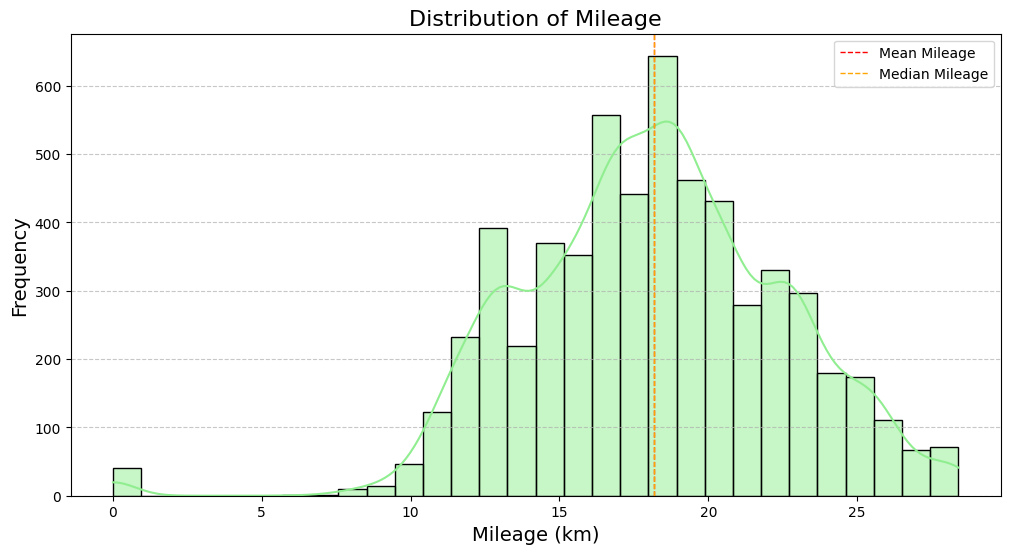 Distribution of Mileage
Mean Mileage
Median Mileage
600
500
400
300
200
100
0
Frequency
0 5 10 15 20 25
Mileage (km)